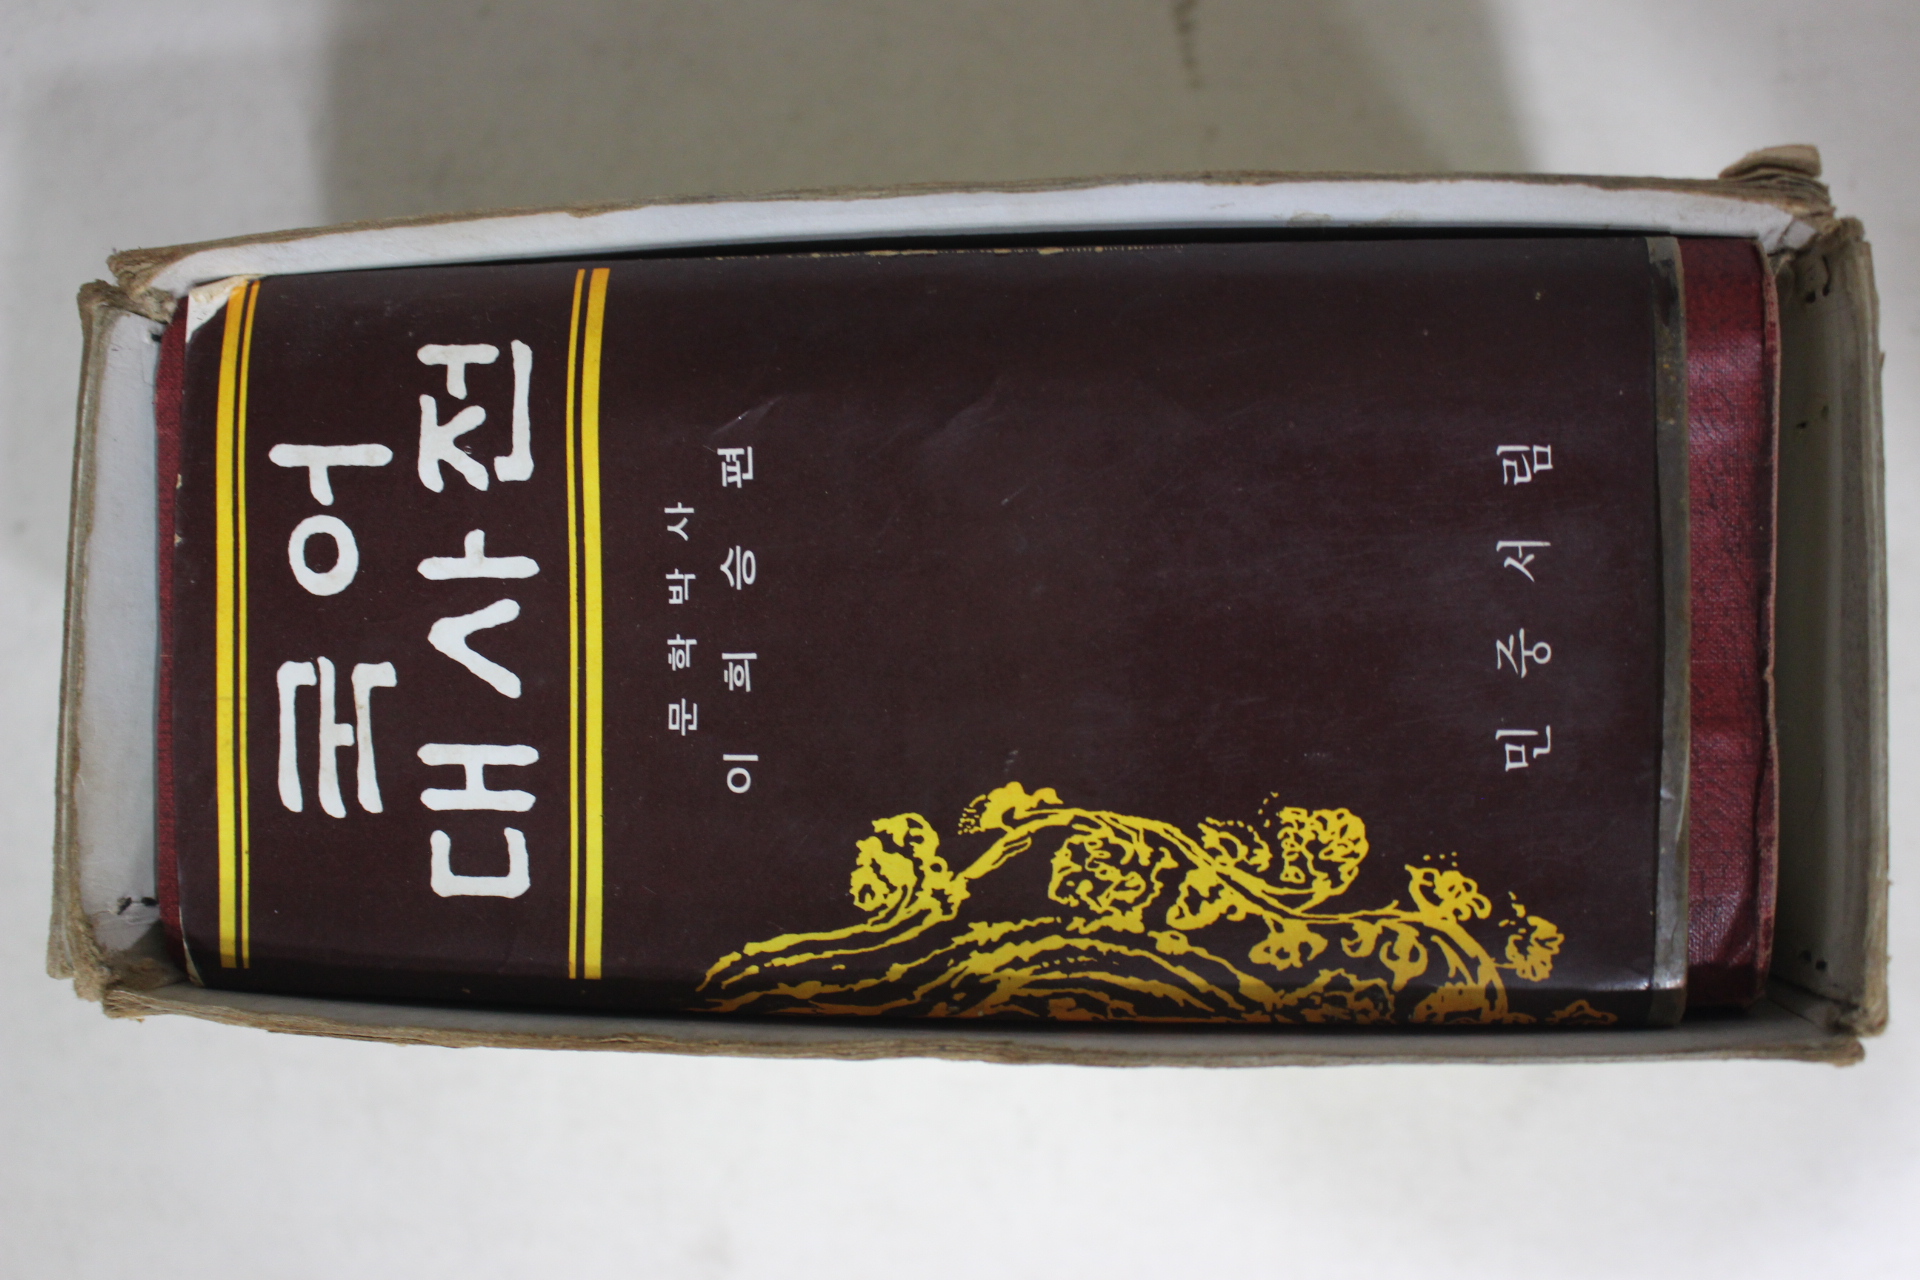 국어
대사전
문학박사
이희승 편
민중서림